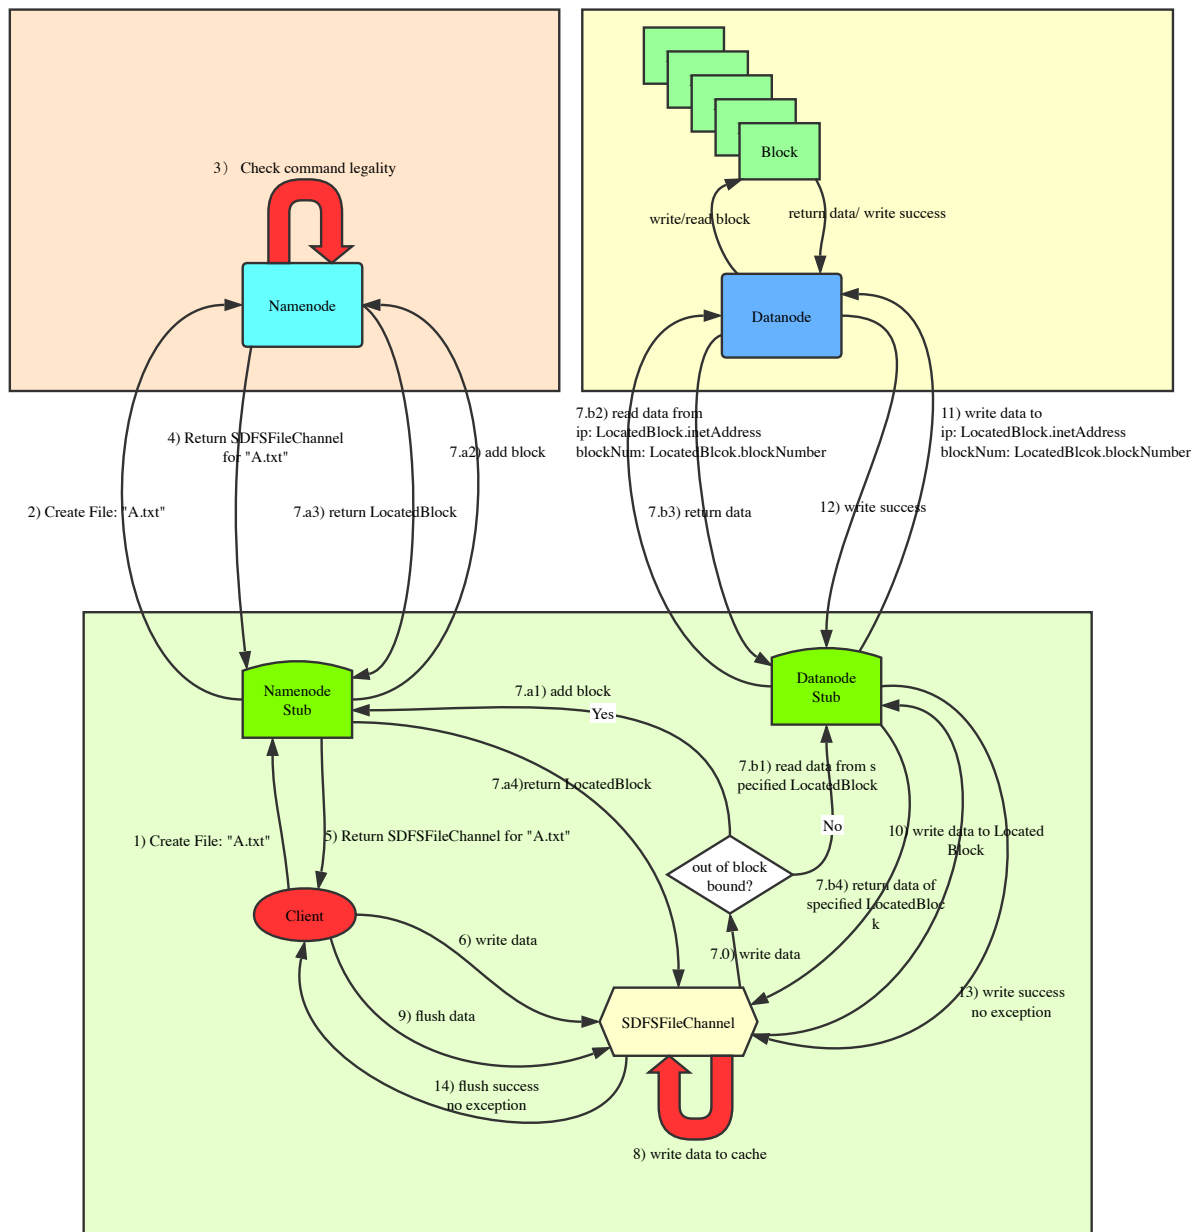 3） Check command legality
Namenode
Block
write/read block
return data/ write success
Datanode
4) Return SDFSFileChannel
for "A.txt"
7.a2) add block
2) Create File: "A.txt"
7.a3) return LocatedBlock
7.b2) read data from
ip: LocatedBlock.inetAddress
blockNum: LocatedBlcok.blockNumber
11) write data to
ip: LocatedBlock.inetAddress
blockNum: LocatedBlcok.blockNumber
7.b3) return data
12) write success
Namenode
Stub
7.a1) add block
Yes
Datanode
Stub
7.a4)return LocatedBlock
7.b1) read data from s
pecified LocatedBlock
No
1) Create File: "A.txt"
5) Return SDFSFileChannel for "A.txt"
out of block
bound?
10) write data to Located
Block
7.b4) return data of
specified LocatedBloc
k
Client
6) write data
7.0) write data
9) flush data
SDFSFileChannel
13) write success
no exception
14) flush success
no exception
8) write data to cache